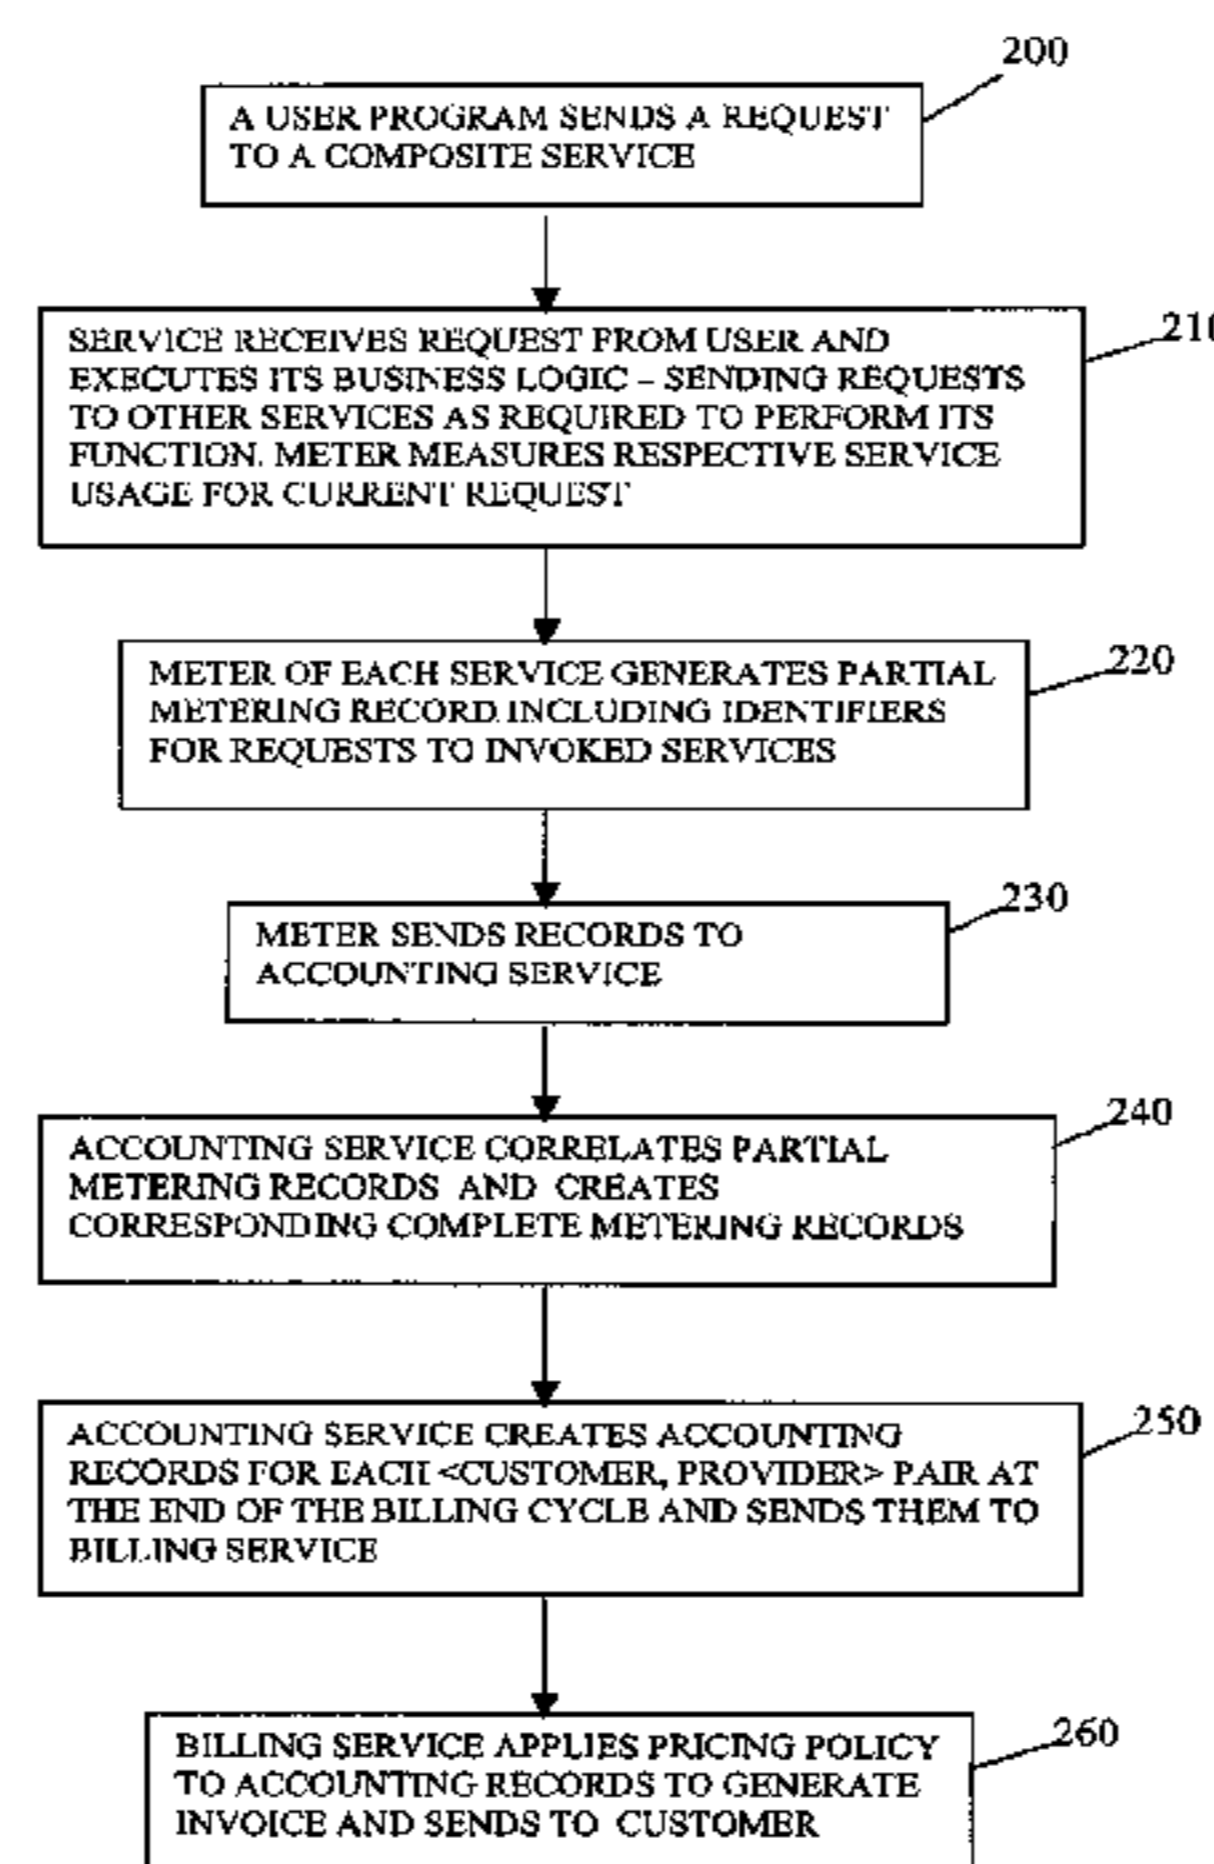 200
A USER PROGRAM SENDS A REQUEST
TO A COMPOSITE SERVICE
210
SERVICE RECEIVES REQUEST FROM USER AND
EXECUTES ITS BUSINESS LOGIC – SENDING REQUESTS
TO OTHER SERVICES AS REQUIRED TO PERFORM ITS
FUNCTION. METER MEASURES RESPECTIVE SERVICE
USAGE FOR CURRENT REQUEST
220
METER OF EACH SERVICE GENERATES PARTIAL
METERING RECORD INCLUDING IDENTIFIERS
FOR REQUESTS TO INVOKED SERVICES
230
METER SENDS RECORDS TO
ACCOUNTING SERVICE
240
ACCOUNTING SERVICE CORRELATES PARTIAL
METERING RECORDS AND CREATES
CORRESPONDING COMPLETE METERING RECORDS
250
ACCOUNTING SERVICE CREATES ACCOUNTING
RECORDS FOR EACH <CUSTOMER, PROVIDER> PAIR AT
THE END OF THE BILLING CYCLE AND SENDS THEM TO
BILLING SERVICE
260
BILLING SERVICE APPLIES PRICING POLICY
TO ACCOUNTING RECORDS TO GENERATE
INVOICE AND SENDS TO CUSTOMER